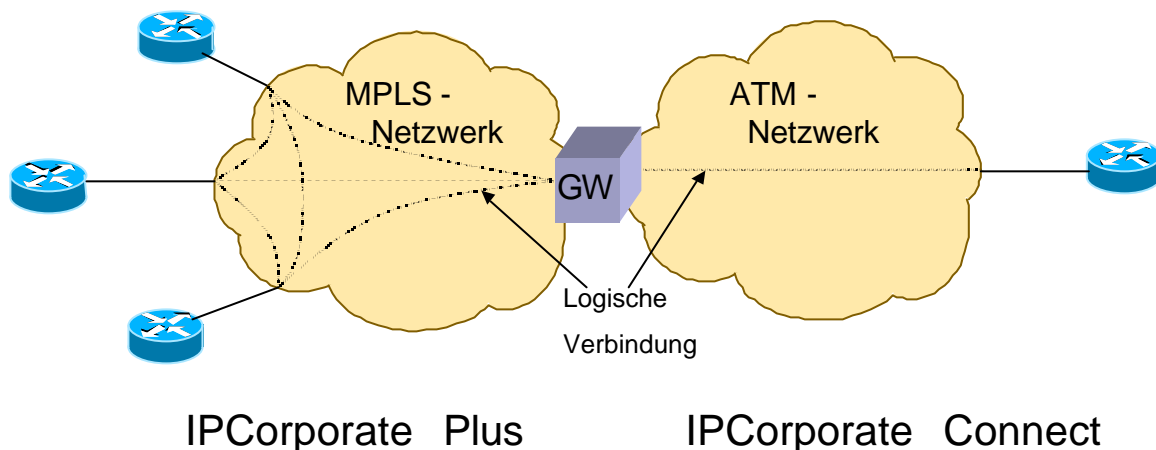 MPLS -
Netzwerk
ATM -
Netzwerk
GW
Logische
Verbindung
IPCorporate Plus
IPCorporate Connect